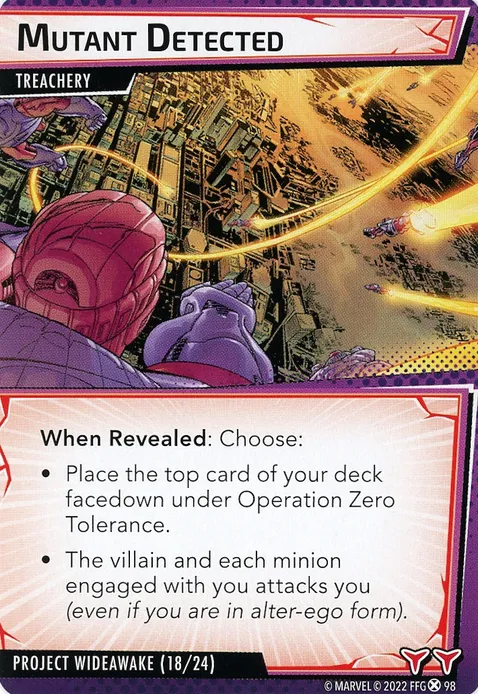 MUTANT DETECTED
TREACHERY
When Revealed: Choose:
• Place the top card of your deck
facedown under Operation Zero
Tolerance.
• The villain and each minion
engaged with you attacks you
(even if you are in alter-ego form).
PROJECT WIDEAWAKE (18/24)
© MARVEL © 2022 FFG 98